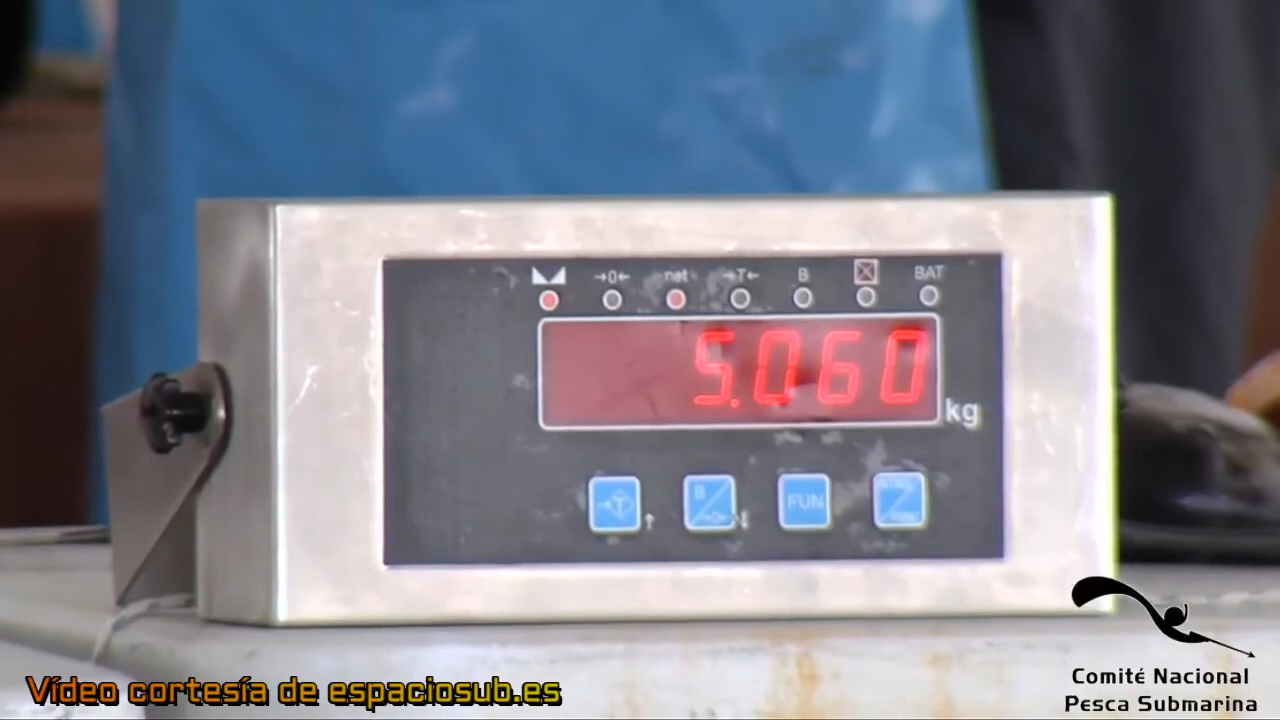 →0← net →T← B BAT
5.060
kg
→T← B FUN
Vídeo cortesía de espaciosub.es
Comité Nacional
Pesca Submarina